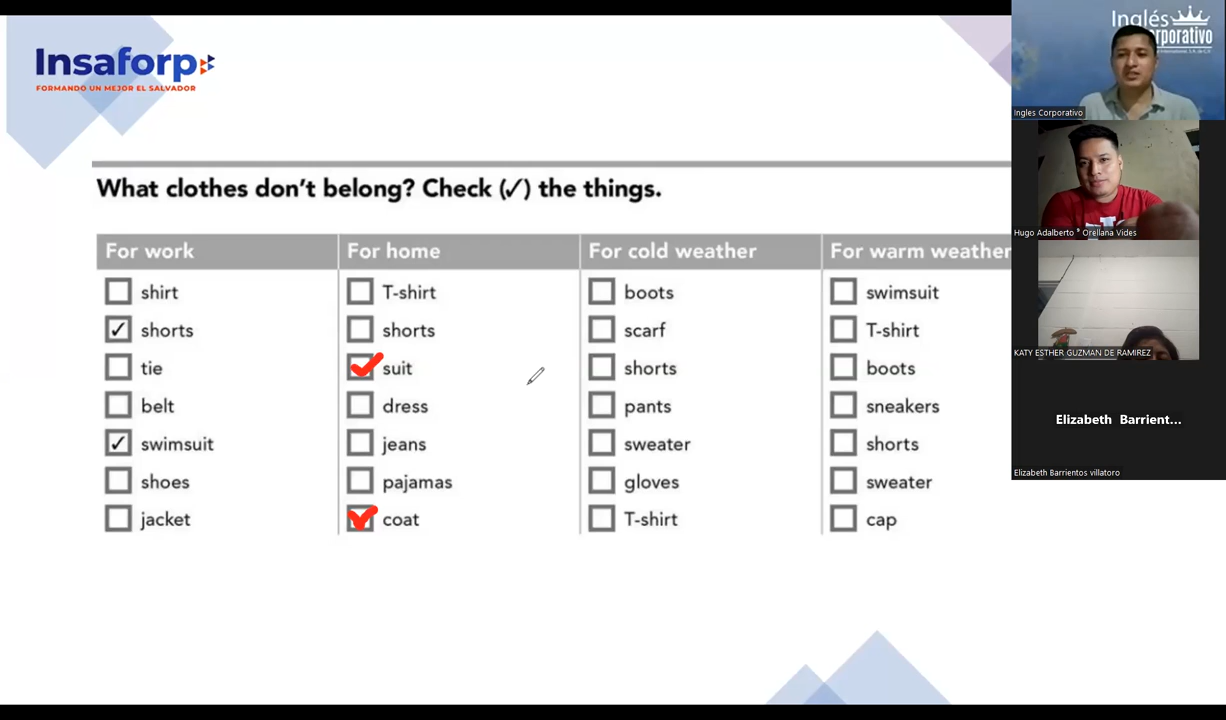 Insaforp
FORMANDO UN MEJOR EL SALVADOR
What clothes don't belong? Check (✓) the things.
For work
shirt
✓ shorts
tie
belt
✓ swimsuit
shoes
jacket
For home
T-shirt
shorts
✓ suit
dress
jeans
pajamas
✓ coat
For cold weather
boots
scarf
shorts
pants
sweater
gloves
T-shirt
For warm weather
swimsuit
T-shirt
boots
sneakers
shorts
sweater
cap
Inglés
Corporativo
Ingles Corporativo
Hugo Adalberto * Orellana Vides
KATY ESTHER GUZMAN DE RAMIREZ
Elizabeth Barrient...
Elizabeth Barrientos villatoro